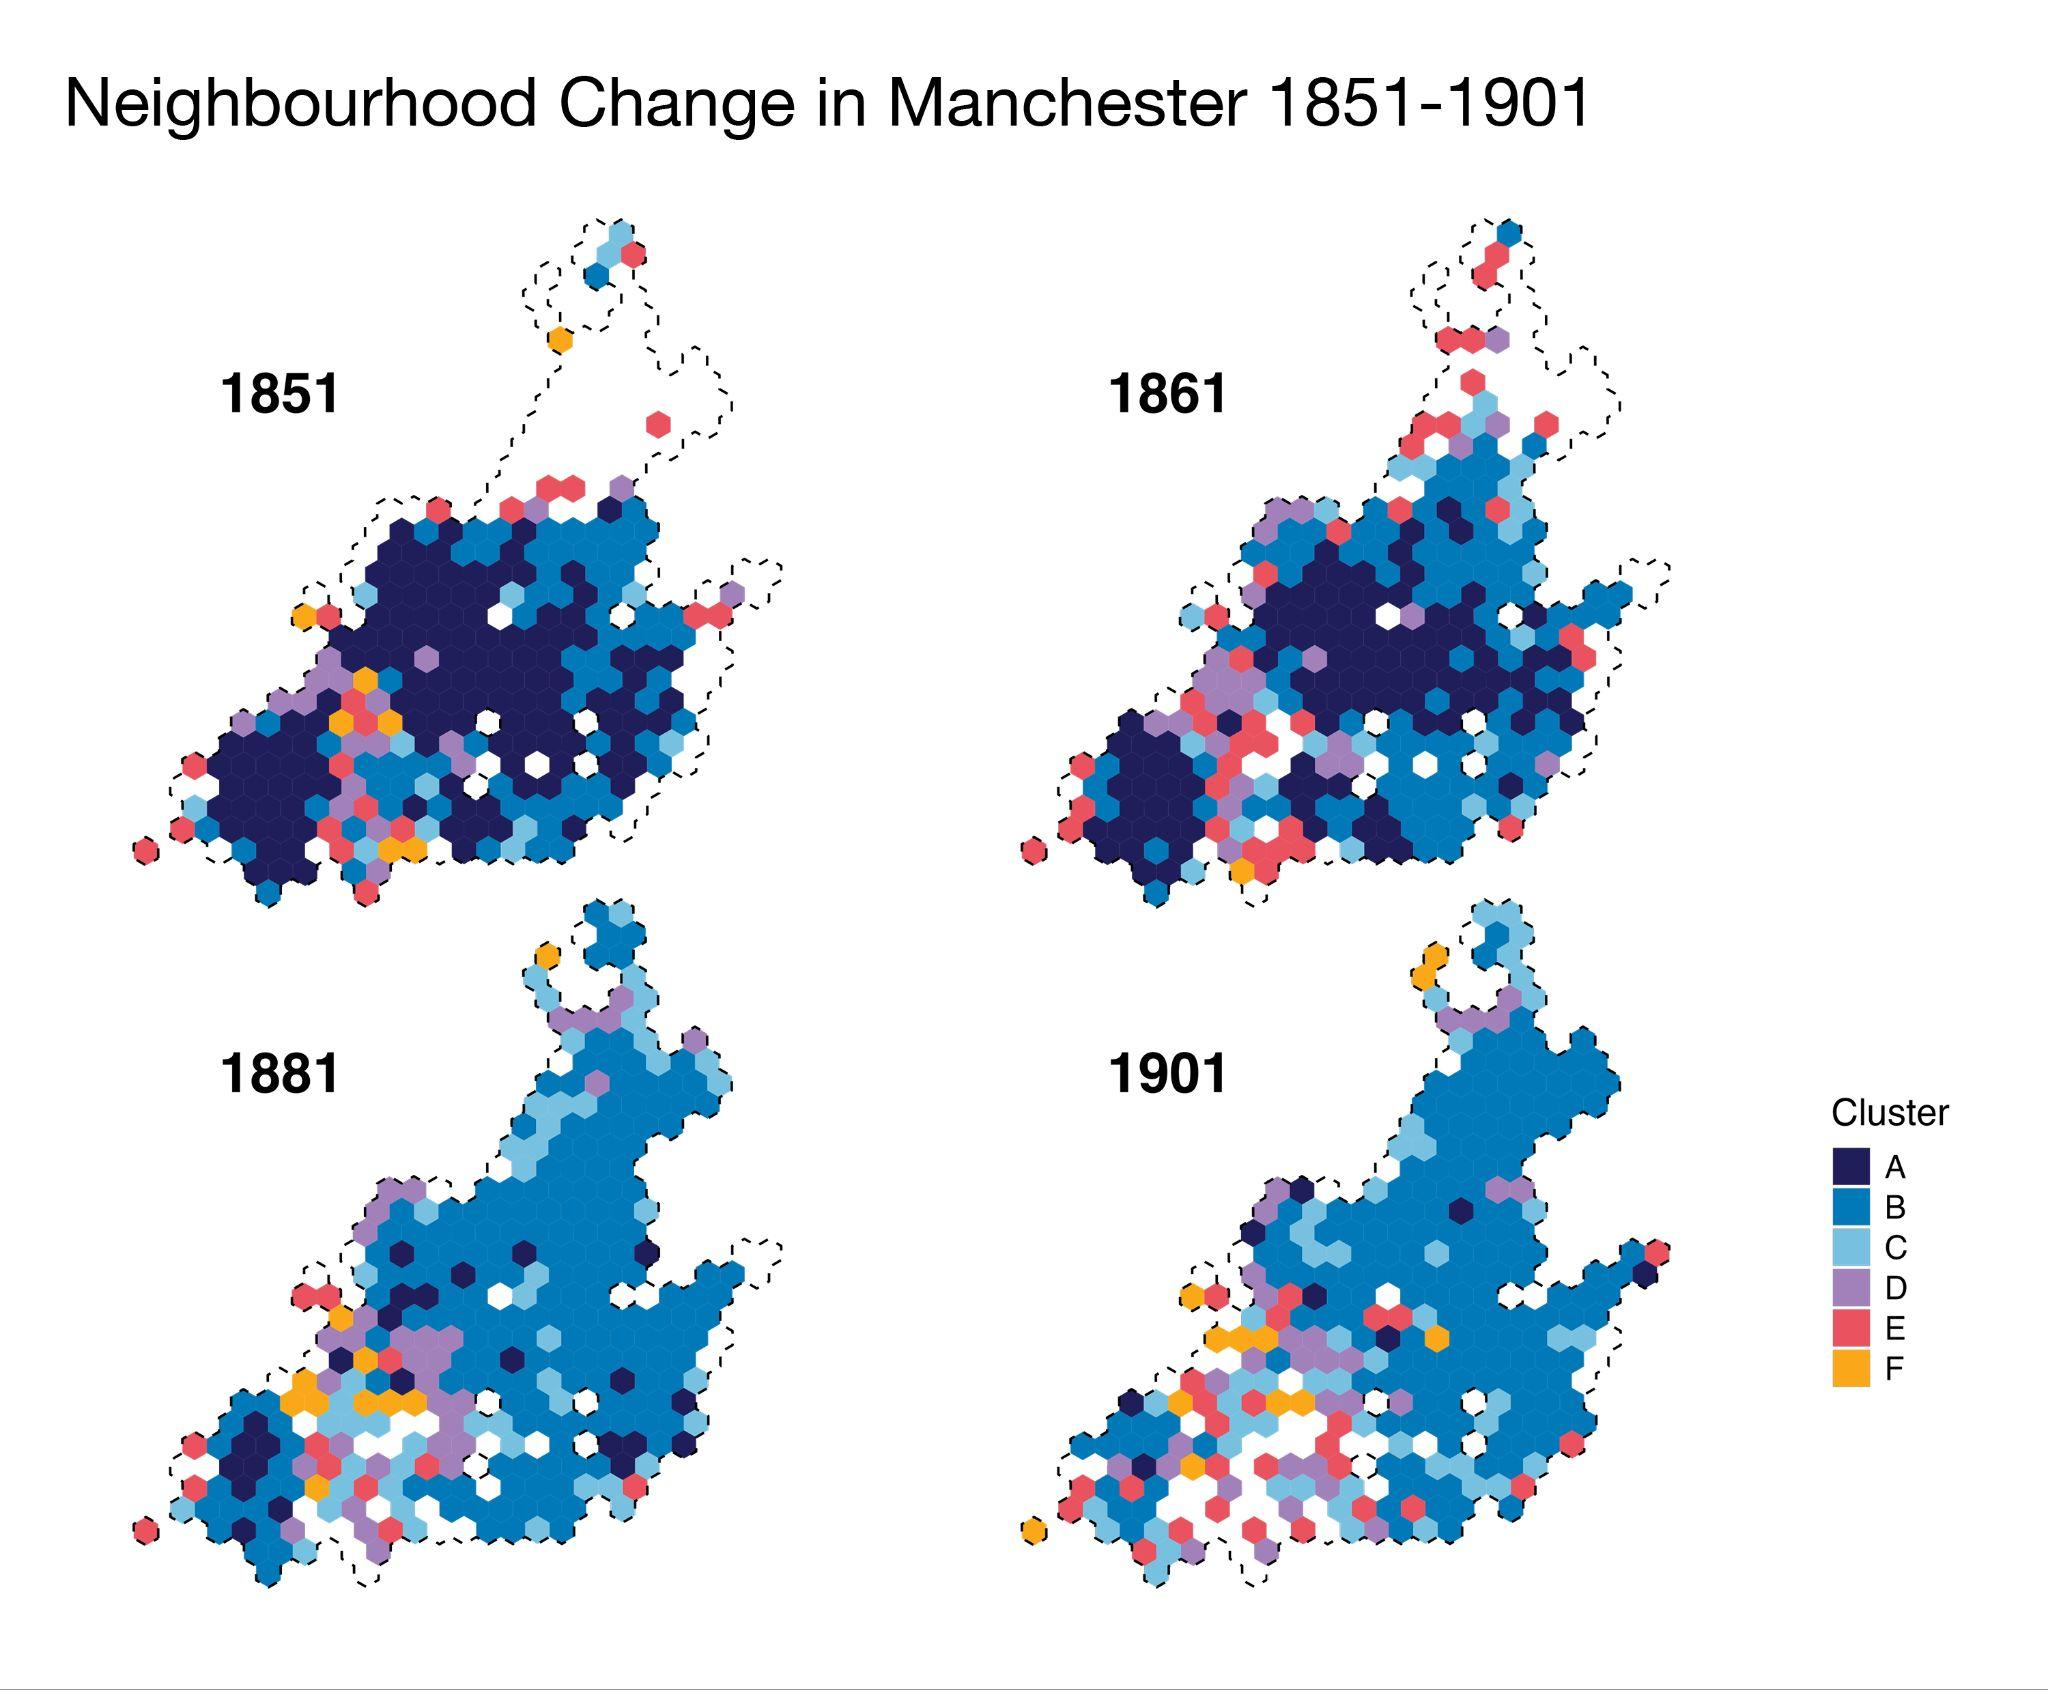 Neighbourhood Change in Manchester 1851-1901
1851
1861
1881
1901
Cluster
A
B
C
D
E
F